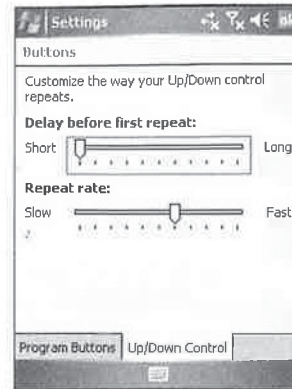 Settings
ok
Buttons
Customize the way your Up/Down control
repeats.
Delay before first repeat:
Short Long
Repeat rate:
Slow Fast
Program Buttons Up/Down Control